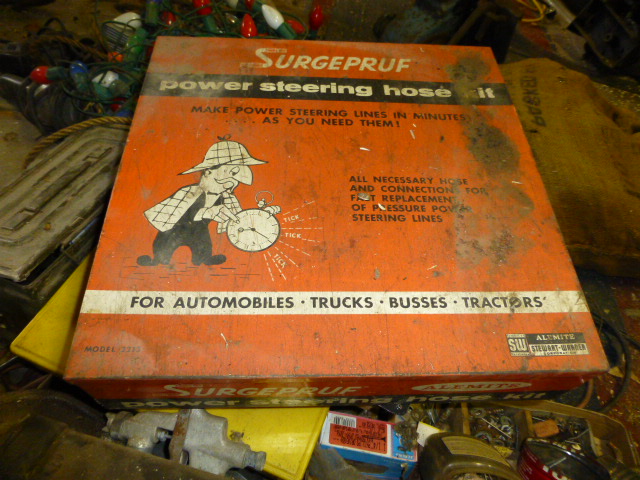 SURGEPRUF
power steering hose kit
MAKE POWER STEERING LINES IN MINUTES
... AS YOU NEED THEM!
ALL NECESSARY HOSE
AND CONNECTIONS FOR
FAST REPLACEMENT
OF PRESSURE POWER
STEERING LINES
TICK
TICK
TICK
FOR AUTOMOBILES · TRUCKS · BUSSES · TRACTORS
MODEL
SW
ALEMITE
STEWART-WARNER
CORPORATION
SURGEPRUF
ALEMITE
power steering hose kit